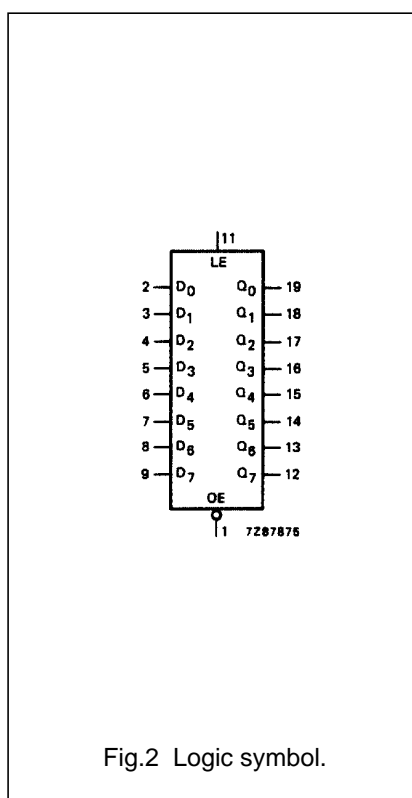 11
LE
2 D0 Q0 19
3 D1 Q1 18
4 D2 Q2 17
5 D3 Q3 16
6 D4 Q4 15
7 D5 Q5 14
8 D6 Q6 13
9 D7 Q7 12
OE
1 7Z87875
Fig.2 Logic symbol.